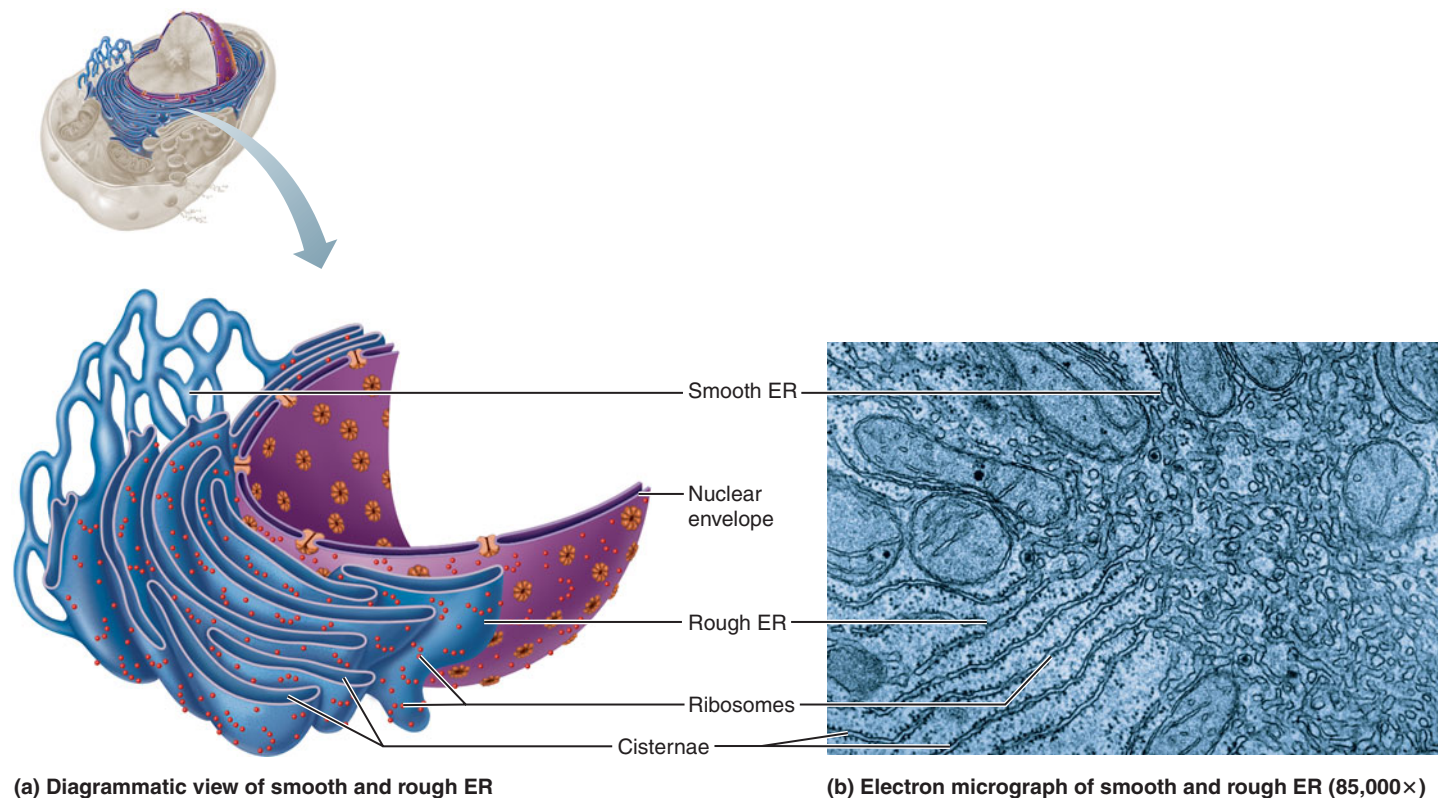 Smooth ER
Nuclear
envelope
Rough ER
Ribosomes
Cisternae
(a) Diagrammatic view of smooth and rough ER
(b) Electron micrograph of smooth and rough ER (85,000×)